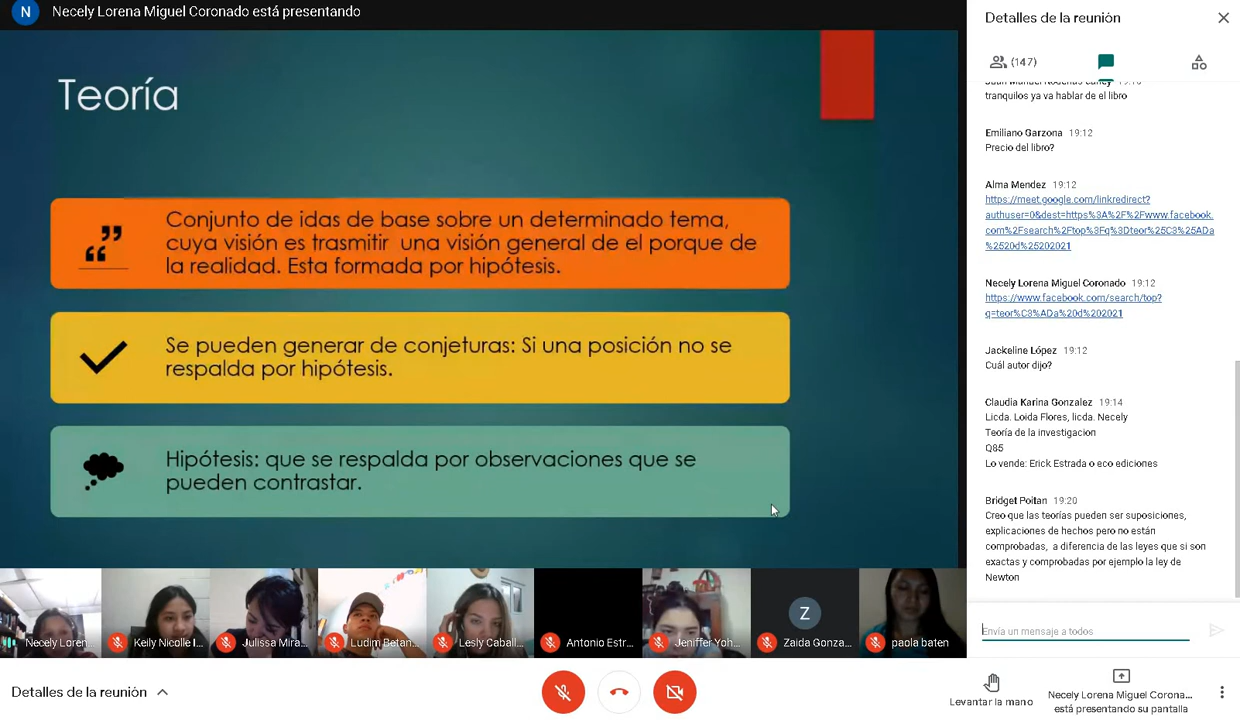 N
Necely Lorena Miguel Coronado está presentando
Teoría
Conjunto de idas de base sobre un determinado tema,
cuya visión es trasmitir una visión general de el porque de
la realidad. Esta formada por hipótesis.
Se pueden generar de conjeturas: Si una posición no se
respalda por hipótesis.
Hipótesis: que se respalda por observaciones que se
pueden contrastar.
Necely Loren...
Keily Nicolle I...
Julissa Mira...
Ludim Betan...
Lesly Caball...
Antonio Estr...
Jeniffer Yoh...
Z
Zaida Gonza...
paola baten
Detalles de la reunión
Detalles de la reunión
(147)
tranquilos ya va hablar de el libro
Emiliano Garzona 19:12
Precio del libro?
Alma Mendez 19:12
https://meet.google.com/linkredirect?
authuser=0&dest=https%3A%2F%2Fwww.facebook.
com%2Fsearch%2Ftop%3Fq%3Dteor%25C3%25ADa
%2520d%25202021
Necely Lorena Miguel Coronado 19:12
https://www.facebook.com/search/top?
q=teor%C3%ADa%20d%202021
Jackeline López 19:12
Cuál autor dijo?
Claudia Karina Gonzalez 19:14
Licda. Loida Flores, licda. Necely
Teoría de la investigacion
Q85
Lo vende: Erick Estrada o eco ediciones
Bridget Poitan 19:20
Creo que las teorías pueden ser suposiciones,
explicaciones de hechos pero no están
comprobadas, a diferencia de las leyes que si son
exactas y comprobadas por ejemplo la ley de
Newton
Envía un mensaje a todos
Levantar la mano
Necely Lorena Miguel Corona...
está presentando su pantalla